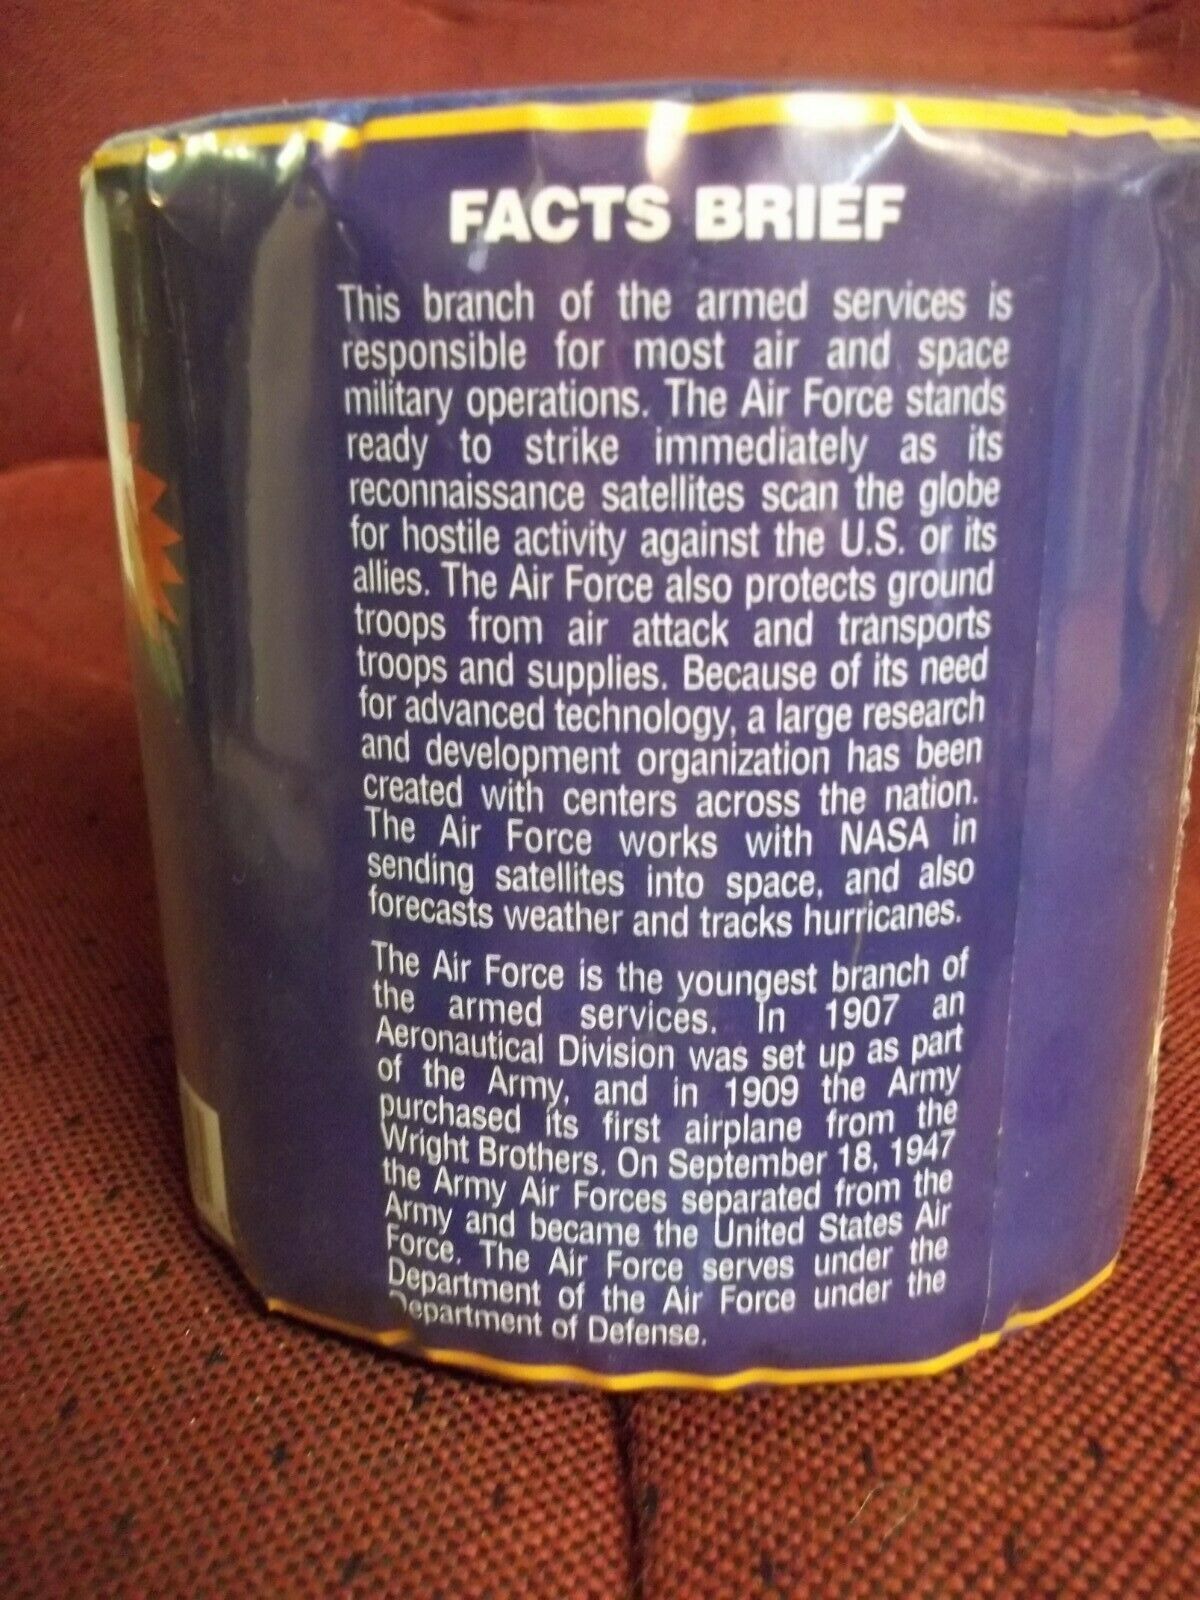 FACTS BRIEF
This branch of the armed services is
responsible for most air and space
military operations. The Air Force stands
ready to strike immediately as its
reconnaissance satellites scan the globe
for hostile activity against the U.S. or its
allies. The Air Force also protects ground
troops from air attack and transports
troops and supplies. Because of its need
for advanced technology, a large research
and development organization has been
created with centers across the nation.
The Air Force works with NASA in
sending satellites into space, and also
forecasts weather and tracks hurricanes.
The Air Force is the youngest branch of
the armed services. In 1907 an
Aeronautical Division was set up as part
of the Army, and in 1909 the Army
purchased its first airplane from the
Wright Brothers. On September 18, 1947
the Army Air Forces separated from the
Army and became the United States Air
Force. The Air Force serves under the
Department of the Air Force under the
Department of Defense.